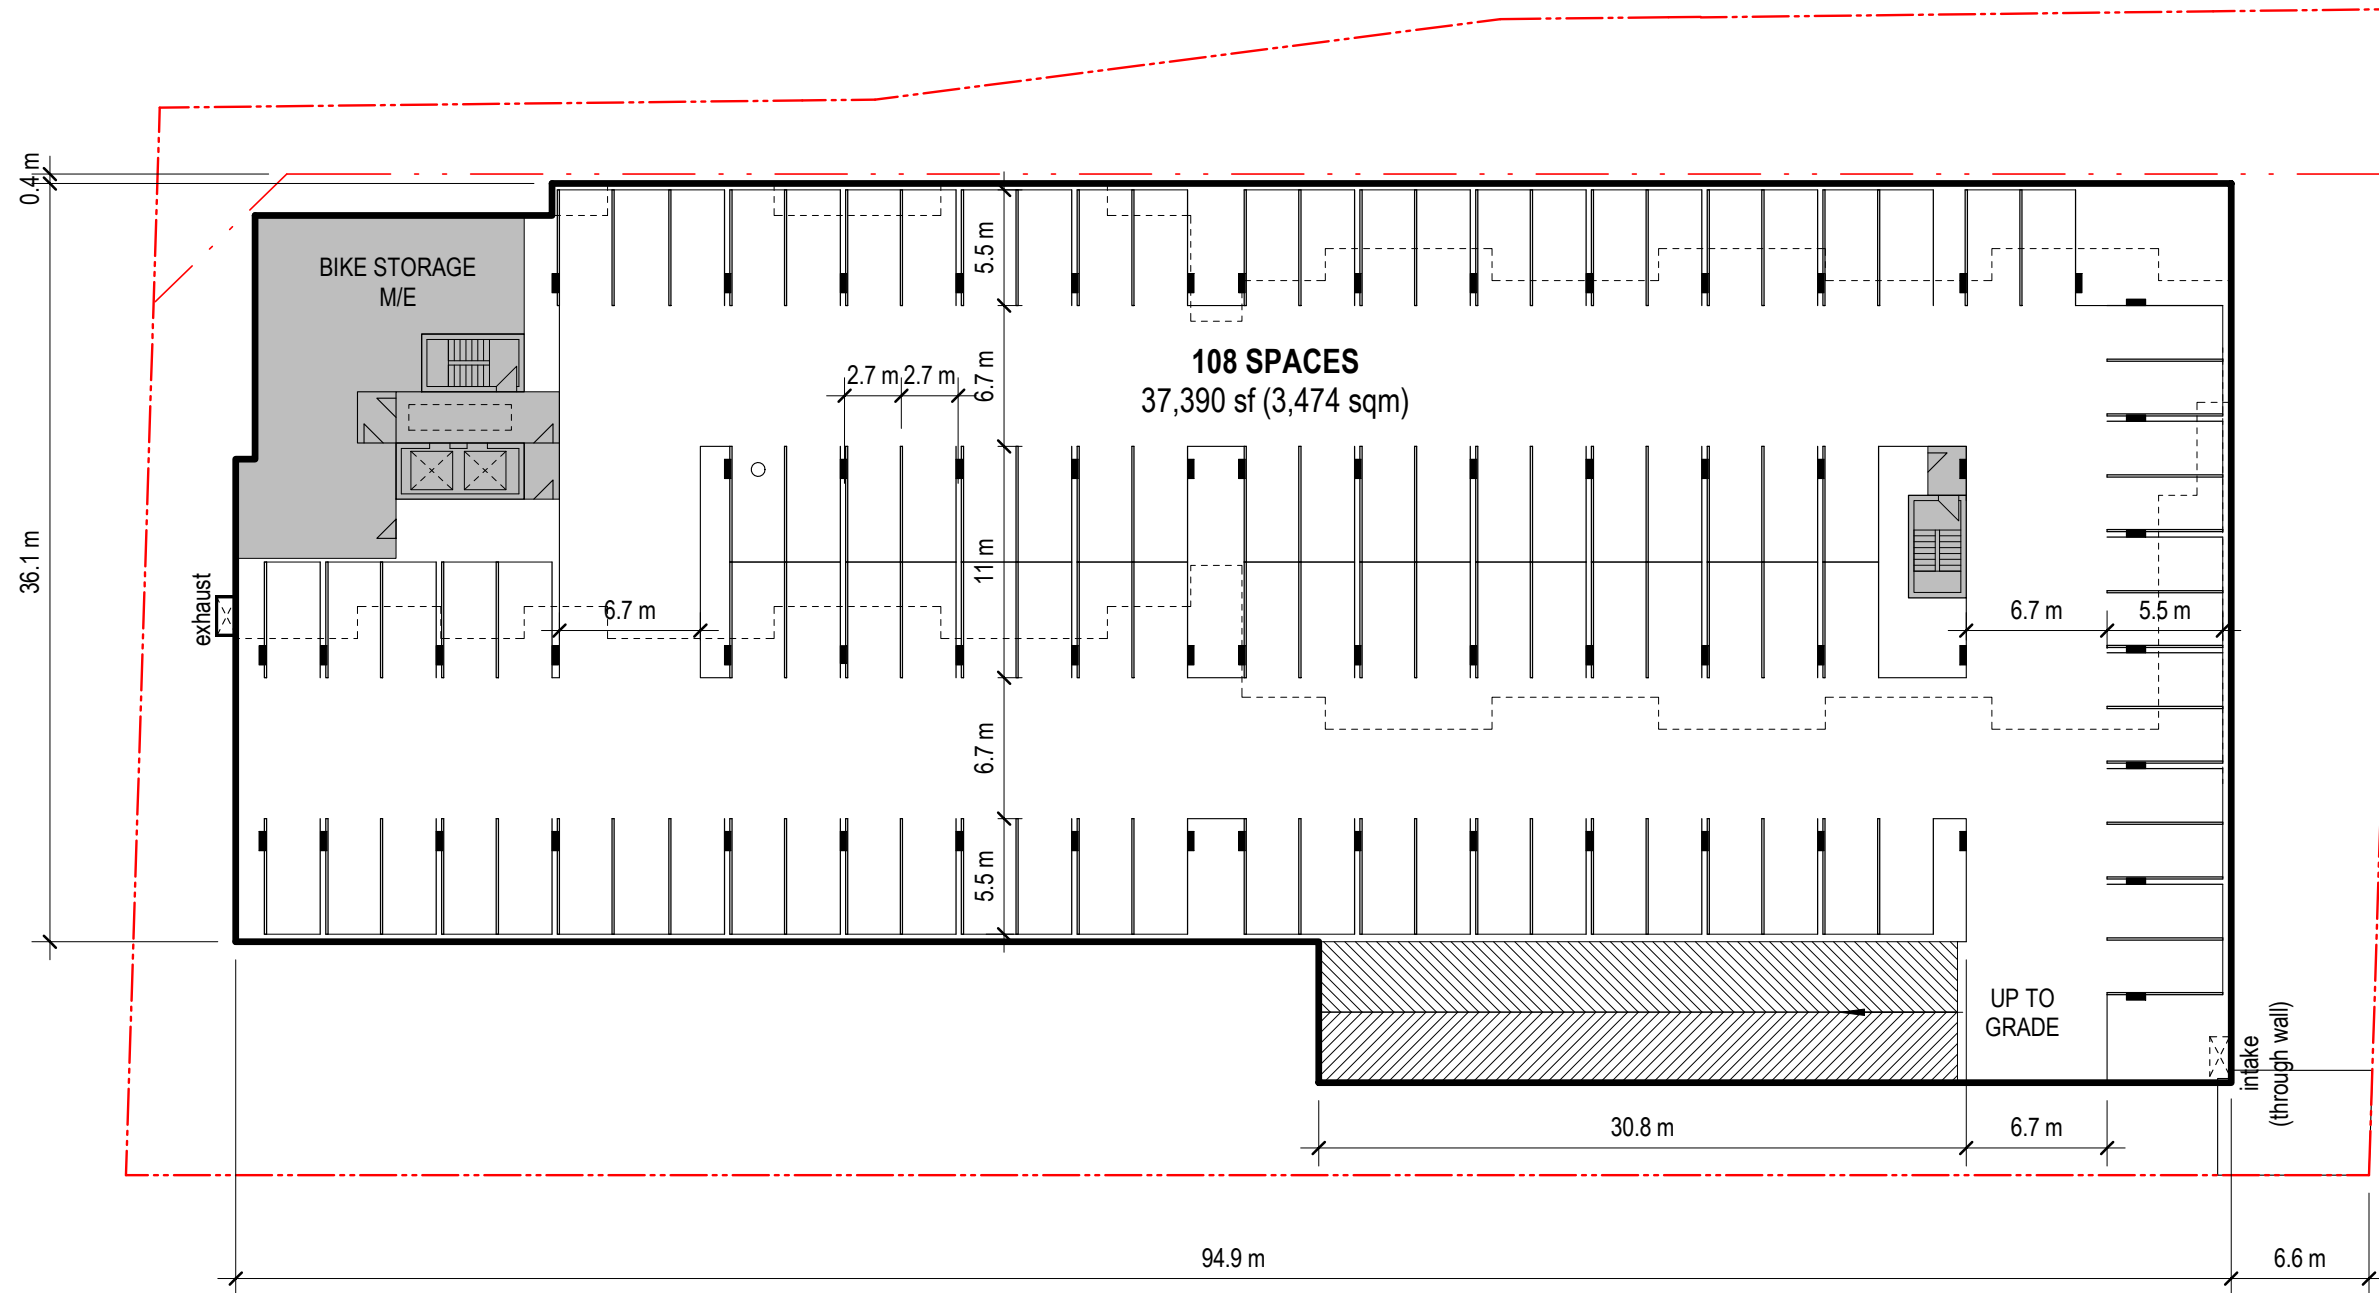 0.4 m
BIKE STORAGE
M/E
5.5 m
108 SPACES
37,390 sf (3,474 sqm)
2.7 m
2.7 m
6.7 m
36.1 m
11 m
exhaust
6.7 m
6.7 m
5.5 m
6.7 m
5.5 m
UP TO
GRADE
intake
(through wall)
30.8 m
6.7 m
94.9 m
6.6 m